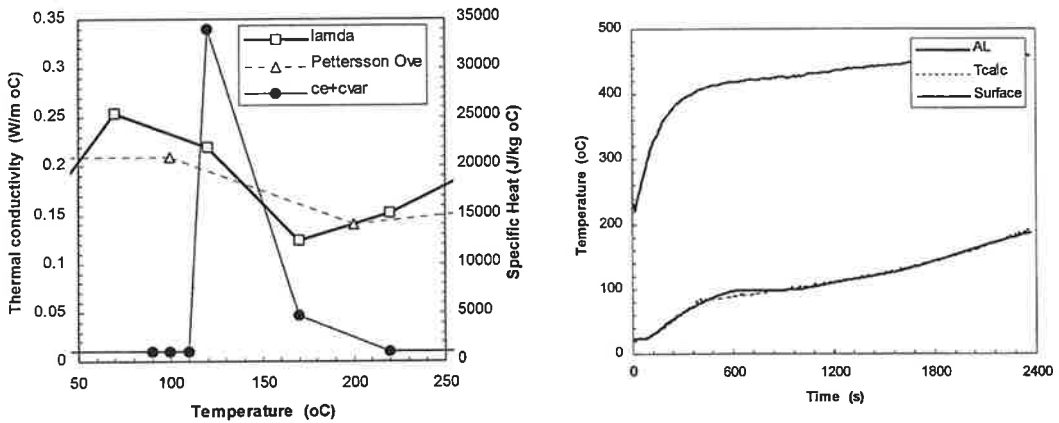 0.35
0.3
0.25
0.2
0.15
0.1
0.05
0
Thermal conductivity (W/m oC)
lamda
Pettersson Ove
ce+cvar
35000
30000
25000
20000
15000
10000
5000
0
Specific Heat (J/kg oC)
50 100 150 200 250
Temperature (oC)
500
400
300
200
100
0
Temperature (oC)
AL
Tcalc
Surface
0 600 1200 1800 2400
Time (s)